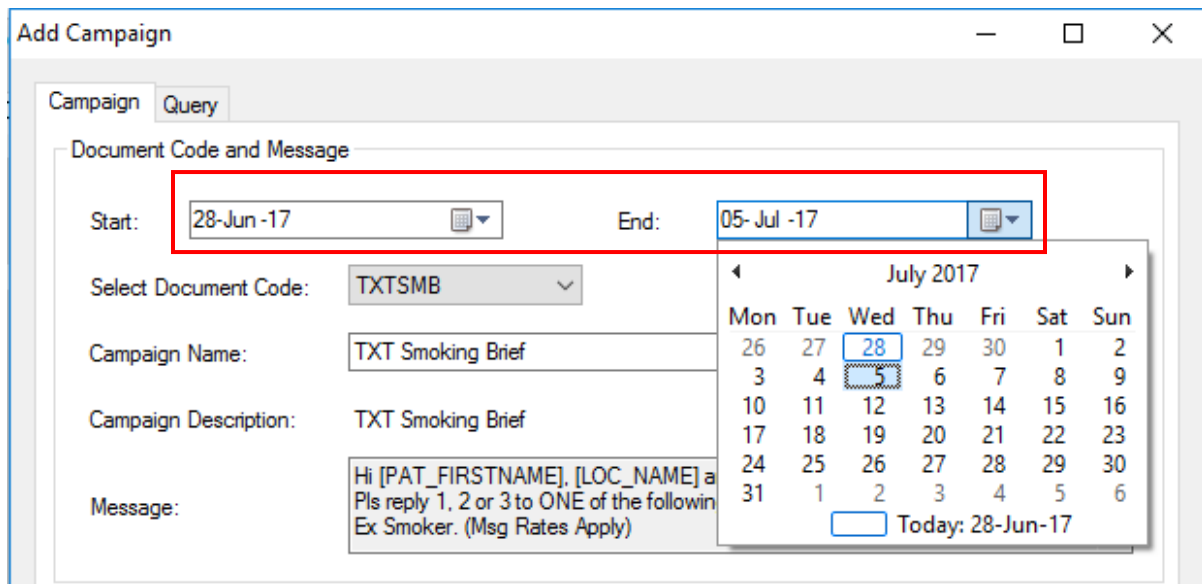 Add Campaign
Campaign Query
Document Code and Message
Start: 28-Jun -17 End: 05- Jul -17
Select Document Code: TXTSMB
Campaign Name: TXT Smoking Brief
Campaign Description: TXT Smoking Brief
Message:
Hi [PAT_FIRSTNAME], [LOC_NAME]
Pls reply 1, 2 or 3 to ONE of the
Ex Smoker. (Msg Rates Apply)
July 2017
Mon Tue Wed Thu Fri Sat Sun
26 27 28 29 30 1 2
3 4 5 6 7 8 9
10 11 12 13 14 15 16
17 18 19 20 21 22 23
24 25 26 27 28 29 30
31 1 2 3 4 5 6
Today: 28-Jun-17